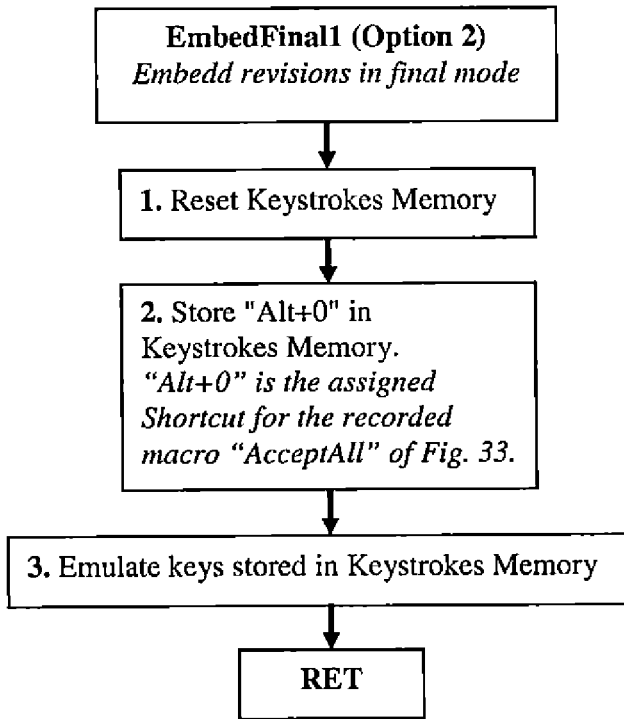 EmbedFinal1 (Option 2)
Embedd revisions in final mode
1. Reset Keystrokes Memory
2. Store "Alt+0" in
Keystrokes Memory.
“Alt+0” is the assigned
Shortcut for the recorded
macro “AcceptAll” of Fig. 33.
3. Emulate keys stored in Keystrokes Memory
RET